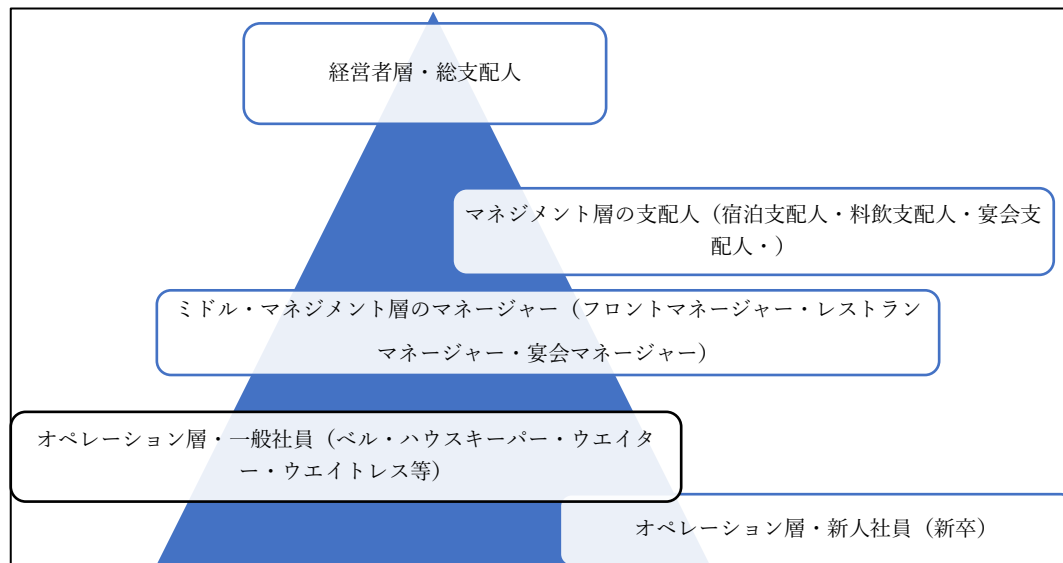 経営者層・総支配人
マネジメント層の支配人（宿泊支配人・料飲支配人・宴会支
配人・）
ミドル・マネジメント層のマネージャー（フロントマネージャー・レストラン
マネージャー・宴会マネージャー）
オペレーション層・一般社員（ベル・ハウスキーパー・ウエイタ
ー・ウエイトレス等）
オペレーション層・新人社員（新卒）